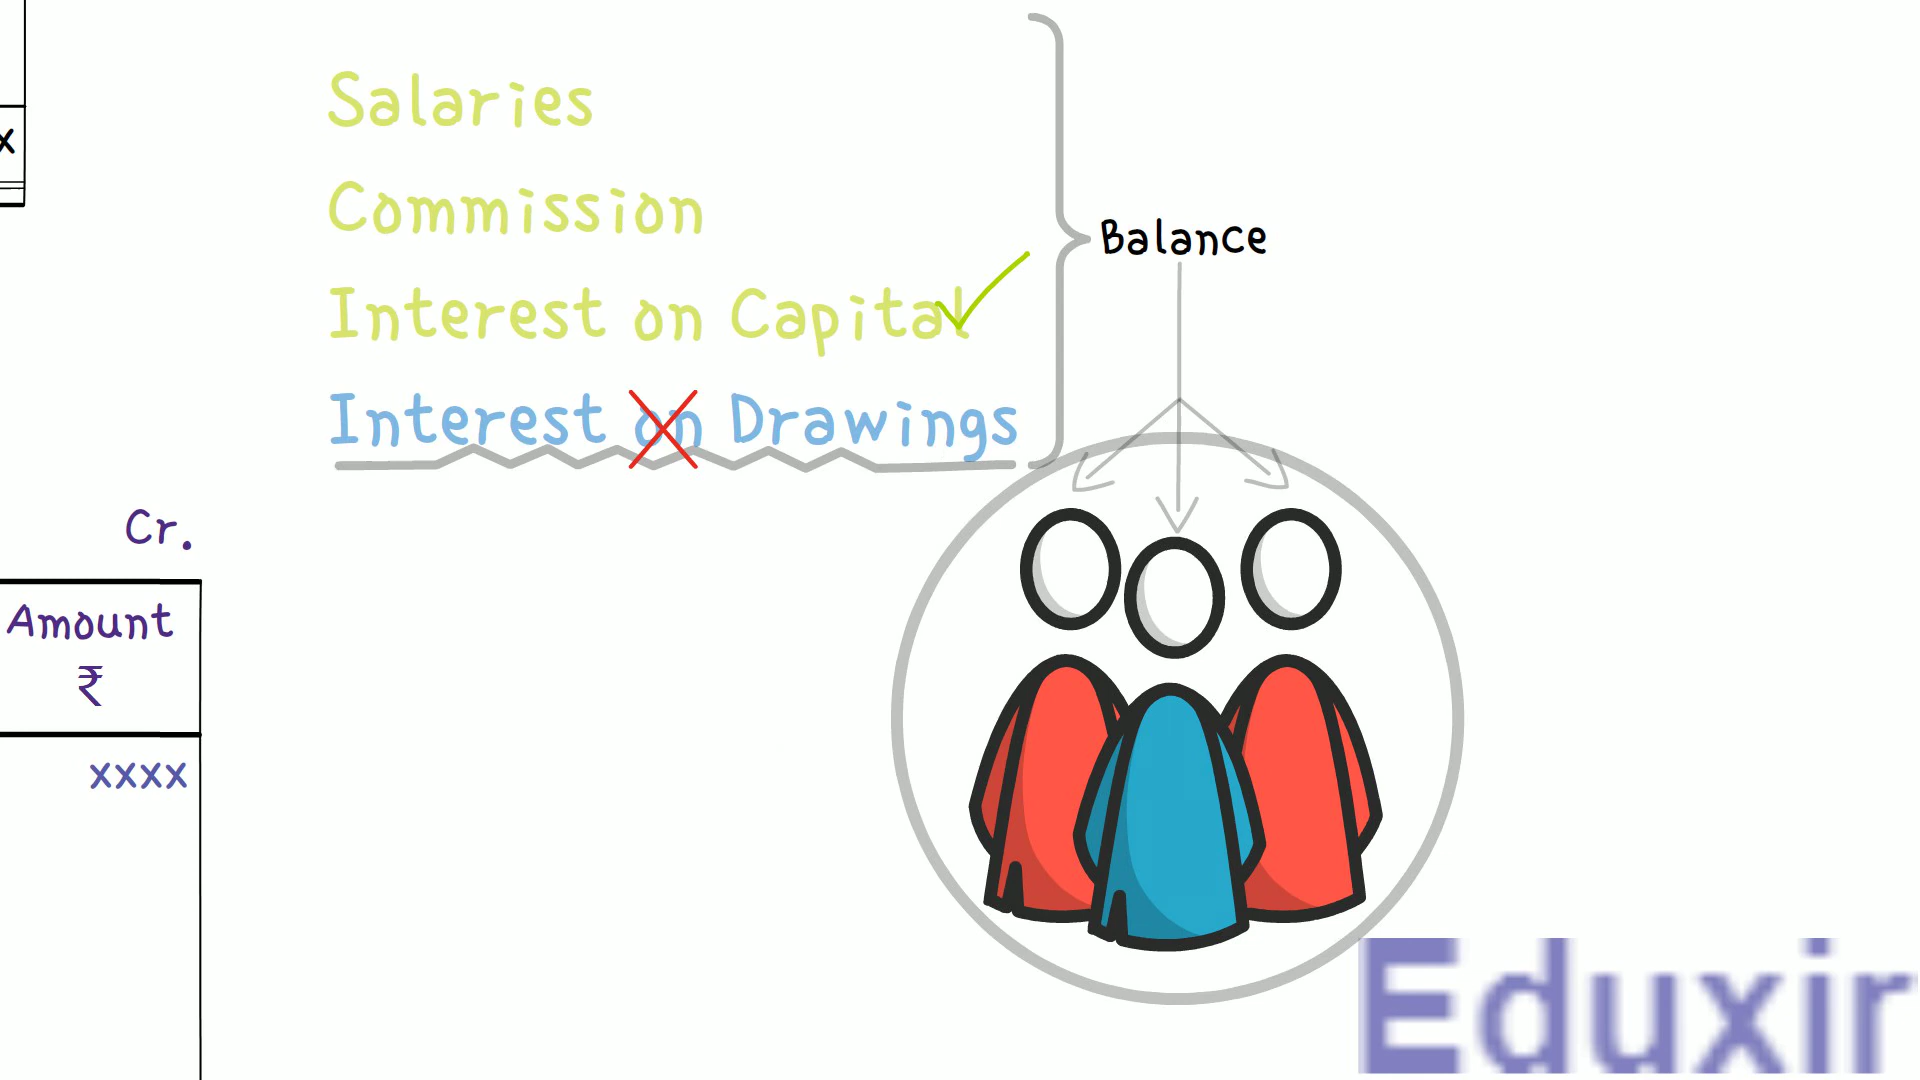 x
Salaries
Commission
Interest on Capital
Interest on Drawings
Balance
Cr.
Amount
₹
xxxx
Eduxir